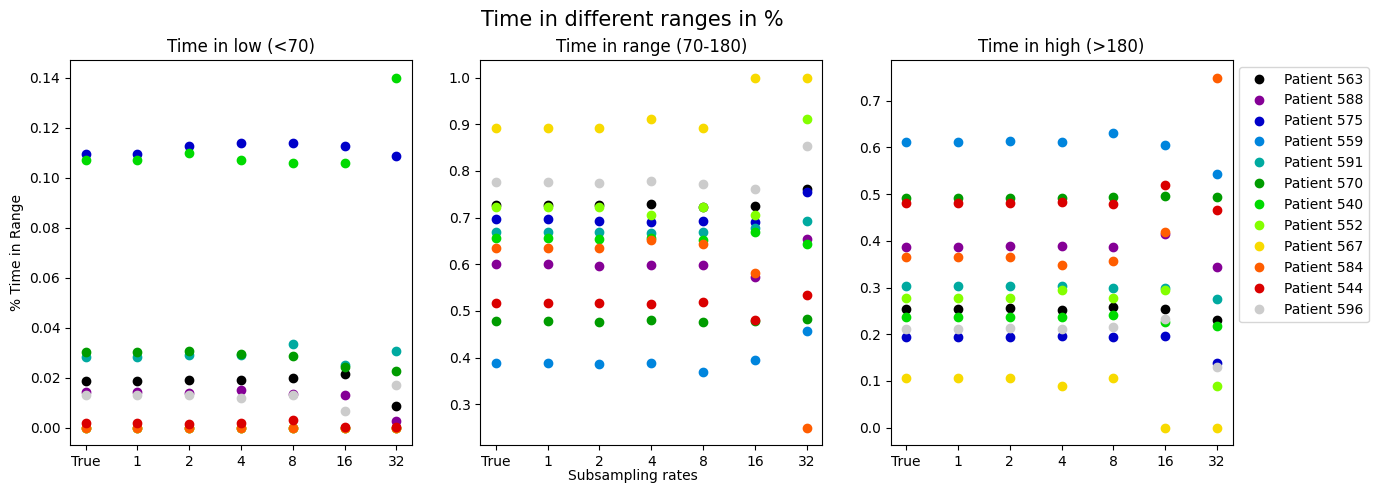 Time in different ranges in %
Time in low (<70)
Time in range (70-180)
Time in high (>180)
% Time in Range
0.14
0.12
0.10
0.08
0.06
0.04
0.02
0.00
True 1 2 4 8 16 32
1.0
0.9
0.8
0.7
0.6
0.5
0.4
0.3
True 1 2 4 8 16 32
Subsampling rates
0.7
0.6
0.5
0.4
0.3
0.2
0.1
0.0
True 1 2 4 8 16 32
Patient 563
Patient 588
Patient 575
Patient 559
Patient 591
Patient 570
Patient 540
Patient 552
Patient 567
Patient 584
Patient 544
Patient 596